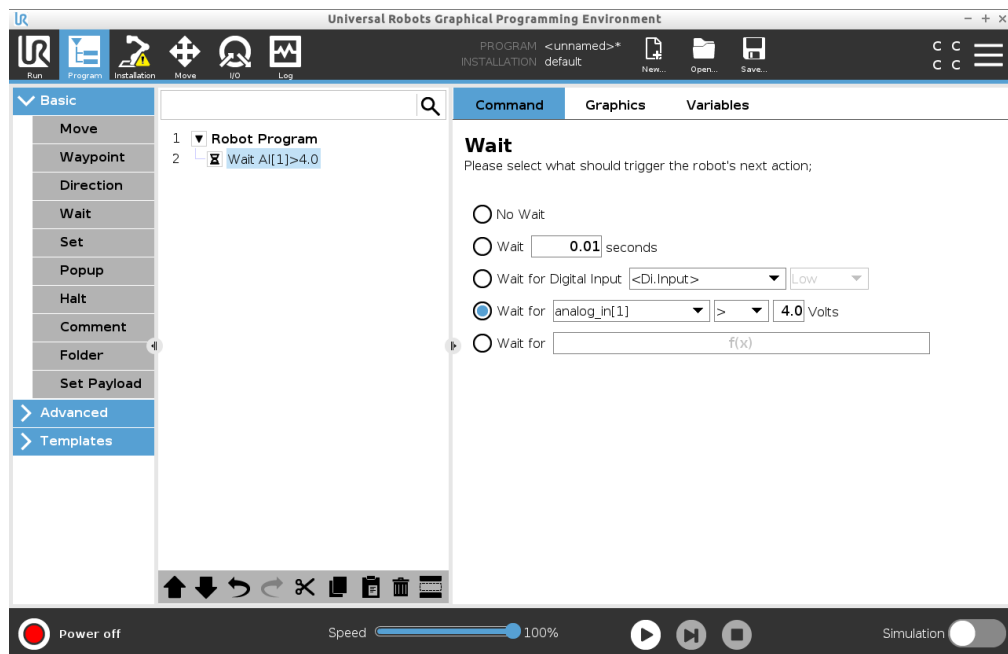 UR Universal Robots Graphical Programming Environment
UR
Run
Program
Installation
Move
I/O
Log
PROGRAM <unnamed>*
INSTALLATION default
New...
Open...
Save...
C C
C C
Basic
Move
Waypoint
Direction
Wait
Set
Popup
Halt
Comment
Folder
Set Payload
Advanced
Templates
1 Robot Program
2 Wait AI[1]>4.0
Command Graphics Variables
Wait
Please select what should trigger the robot's next action;
No Wait
Wait 0.01 seconds
Wait for Digital Input <Di.Input> Low
Wait for analog_in[1] > 4.0 Volts
Wait for f(x)
Power off
Speed 100%
Simulation